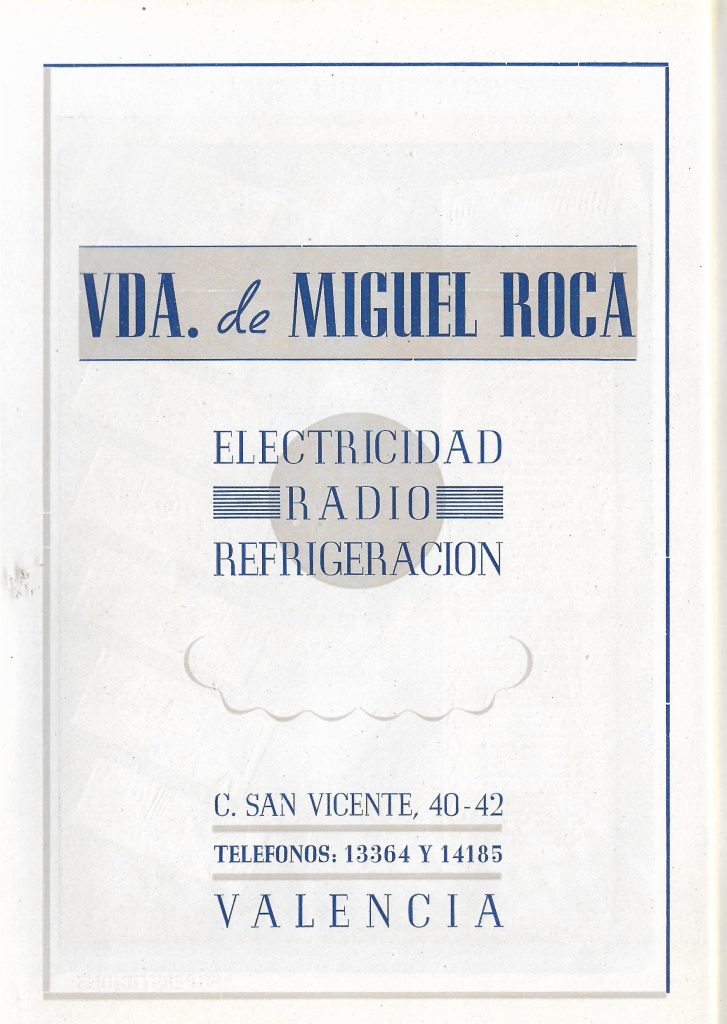 VDA. de MIGUEL ROCA
ELECTRICIDAD
RADIO
REFRIGERACION
C. SAN VICENTE, 40-42
TELEFONOS: 13364 Y 14185
VALENCIA